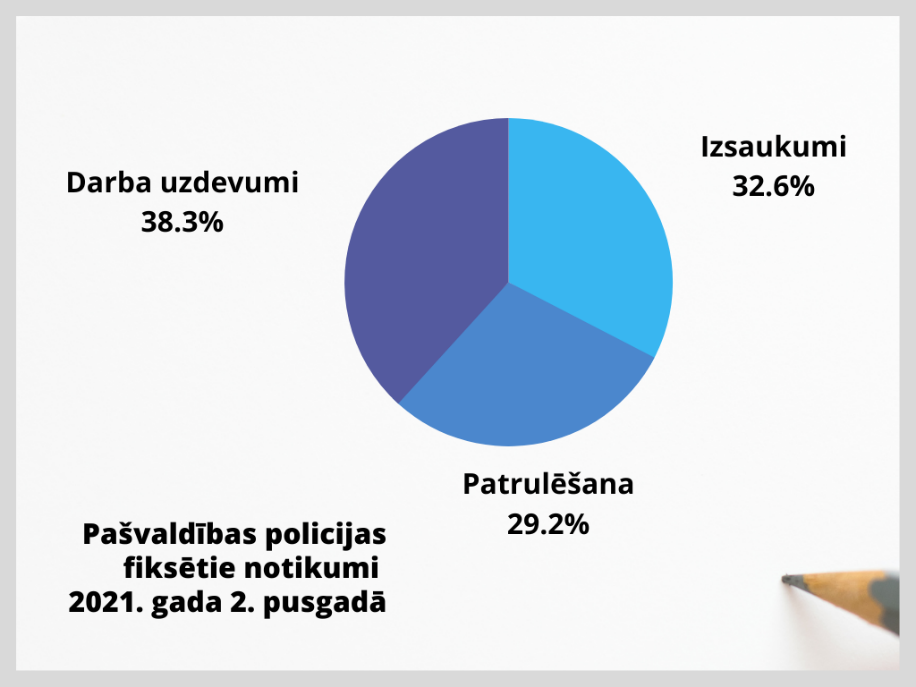 Izsaukumi
32.6%
Darba uzdevumi
38.3%
Patrulēšana
29.2%
Pašvaldības policijas
fiksētie notikumi
2021. gada 2. pusgadā